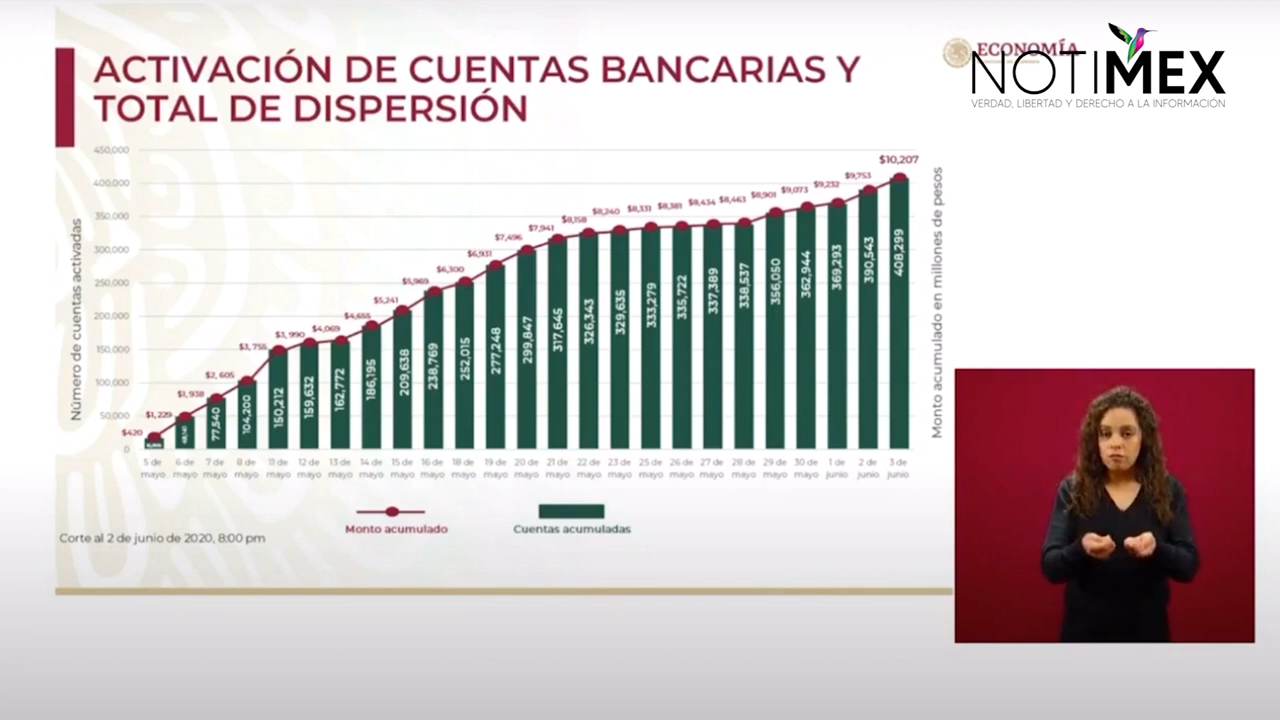 ACTIVACIÓN DE CUENTAS BANCARIAS Y
TOTAL DE DISPERSIÓN
ECONOMÍA
NOTIMEX
VERDAD, LIBERTAD Y DERECHO A LA INFORMACIÓN
Número de cuentas activadas
450,000
400,000
350,000
300,000
250,000
200,000
150,000
100,000
50,000
0
$420
$1,229
$1,938
$2,605
$3,755
$3,990
$4,069
$4,655
$5,241
$5,969
$6,300
$6,931
$7,496
$7,941
$8,158
$8,240
$8,331
$8,381
$8,434
$8,463
$8,901
$9,073
$9,232
$9,753
$10,207
77,540
104,200
150,212
159,632
162,772
186,195
209,638
238,769
252,015
277,248
299,847
317,645
326,343
329,635
333,279
335,722
337,389
338,537
356,050
362,944
369,293
390,543
408,299
Monto acumulado en millones de pesos
5 de mayo
6 de mayo
7 de mayo
8 de mayo
11 de mayo
12 de mayo
13 de mayo
14 de mayo
15 de mayo
16 de mayo
18 de mayo
19 de mayo
20 de mayo
21 de mayo
22 de mayo
23 de mayo
25 de mayo
26 de mayo
27 de mayo
28 de mayo
29 de mayo
30 de mayo
1 de junio
2 de junio
3 de junio
Monto acumulado
Cuentas acumuladas
Corte al 2 de junio de 2020, 8:00 pm